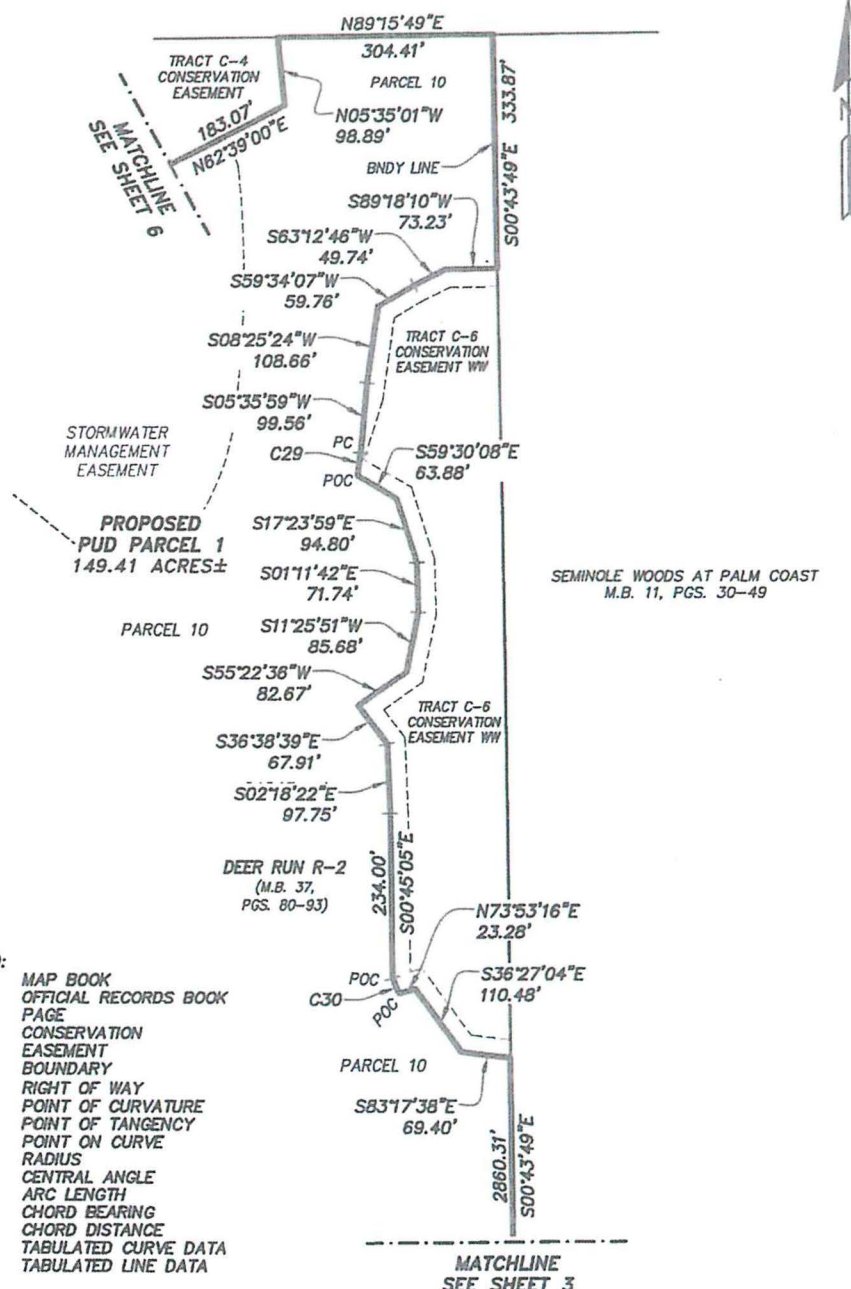 N89°15'49"E
304.41'
TRACT C-4
CONSERVATION
EASEMENT
PARCEL 10
333.87'
S00°43'49"E
N05°35'01"W
98.89'
183.07'
N62°39'00"E
MATCHLINE
SEE SHEET 6
BNDY LINE
S89°18'10"W
73.23'
S63°12'46"W
49.74'
S59°34'07"W
59.76'
S08°25'24"W
108.66'
TRACT C-6
CONSERVATION
EASEMENT WW
S05°35'59"W
99.56'
STORMWATER
MANAGEMENT
EASEMENT
PC
C29
POC
S59°30'08"E
63.88'
PROPOSED
PUD PARCEL 1
149.41 ACRES±
S17°23'59"E
94.80'
S01°11'42"E
71.74'
SEMINOLE WOODS AT PALM COAST
M.B. 11, PGS. 30-49
PARCEL 10
S11°25'51"W
85.68'
S55°22'36"W
82.67'
TRACT C-6
CONSERVATION
EASEMENT WW
S36°38'39"E
67.91'
S02°18'22"E
97.75'
DEER RUN R-2
(M.B. 37,
PGS. 80-93)
234.00'
S00°45'05"E
N73°53'16"E
23.28'
POC
C30
POC
S36°27'04"E
110.48'
PARCEL 10
S83°17'38"E
69.40'
2860.31'
S00°43'49"E
MATCHLINE
SEE SHEET 3
MAP BOOK
OFFICIAL RECORDS BOOK
PAGE
CONSERVATION
EASEMENT
BOUNDARY
RIGHT OF WAY
POINT OF CURVATURE
POINT OF TANGENCY
POINT ON CURVE
RADIUS
CENTRAL ANGLE
ARC LENGTH
CHORD BEARING
CHORD DISTANCE
TABULATED CURVE DATA
TABULATED LINE DATA